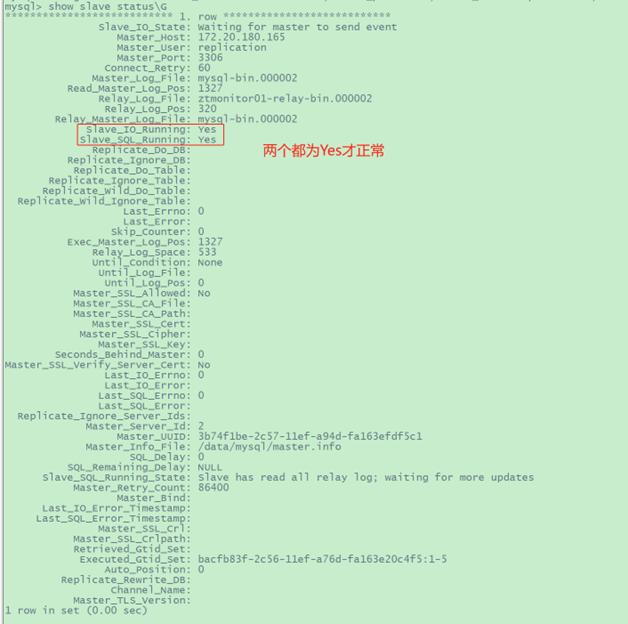 mysql> show slave status\G
*************************** 1. row ***************************
Slave_IO_State: Waiting for master to send event
Master_Host: 172.20.180.165
Master_User: replication
Master_Port: 3306
Connect_Retry: 60
Master_Log_File: mysql-bin.000002
Read_Master_Log_Pos: 1327
Relay_Log_File: ztmonitor01-relay-bin.000002
Relay_Log_Pos: 320
Relay_Master_Log_File: mysql-bin.000002
Slave_IO_Running: Yes
Slave_SQL_Running: Yes
两个都为Yes才正常
Replicate_Do_DB:
Replicate_Ignore_DB:
Replicate_Do_Table:
Replicate_Ignore_Table:
Replicate_Wild_Do_Table:
Replicate_Wild_Ignore_Table:
Last_Errno: 0
Last_Error:
Skip_Counter: 0
Exec_Master_Log_Pos: 1327
Relay_Log_Space: 533
Until_Condition: None
Until_Log_File:
Until_Log_Pos: 0
Master_SSL_Allowed: No
Master_SSL_CA_File:
Master_SSL_CA_Path:
Master_SSL_Cert:
Master_SSL_Cipher:
Master_SSL_Key:
Seconds_Behind_Master: 0
Master_SSL_Verify_Server_Cert: No
Last_IO_Errno: 0
Last_IO_Error:
Last_SQL_Errno: 0
Last_SQL_Error:
Replicate_Ignore_Server_Ids:
Master_Server_Id: 2
Master_UUID: 3b74f1be-2c57-11ef-a94d-fa163efdf5c1
Master_Info_File: /data/mysql/master.info
SQL_Delay: 0
SQL_Remaining_Delay: NULL
Slave_SQL_Running_State: Slave has read all relay log; waiting for more updates
Master_Retry_Count: 86400
Master_Bind:
Last_IO_Error_Timestamp:
Last_SQL_Error_Timestamp:
Master_SSL_Crl:
Master_SSL_Crlpath:
Retrieved_Gtid_Set:
Executed_Gtid_Set: bacfb83f-2c56-11ef-a76d-fa163e20c4f5:1-5
Auto_Position: 0
Replicate_Rewrite_DB:
Channel_Name:
Master_TLS_Version:
1 row in set (0.00 sec)